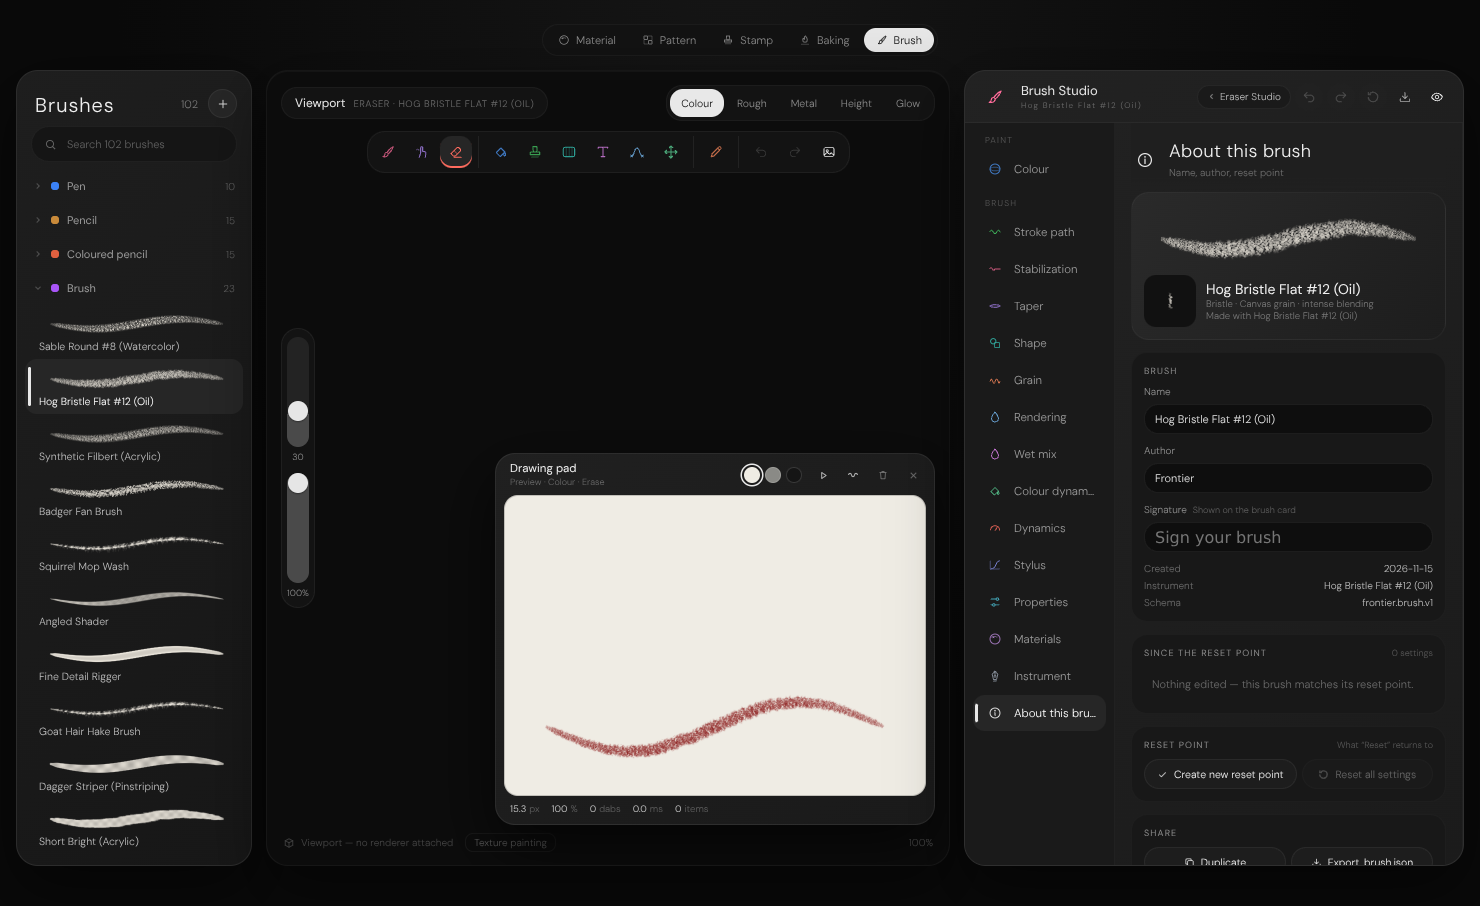 Material
Pattern
Stamp
Baking
Brush
Brushes
102
Search 102 brushes
Pen
10
Pencil
15
Coloured pencil
15
Brush
23
Sable Round #8 (Watercolor)
Hog Bristle Flat #12 (Oil)
Synthetic Filbert (Acrylic)
Badger Fan Brush
Squirrel Mop Wash
Angled Shader
Fine Detail Rigger
Goat Hair Hake Brush
Dagger Striper (Pinstriping)
Short Bright (Acrylic)
Viewport
ERASER · HOG BRISTLE FLAT #12 (OIL)
Colour
Rough
Metal
Height
Glow
30
100%
Drawing pad
Preview · Colour · Erase
15.3 px
100 %
0 dabs
0.0 ms
0 items
Viewport — no renderer attached
Texture painting
100%
Brush Studio
Hog Bristle Flat #12 (Oil)
Eraser Studio
PAINT
Colour
BRUSH
Stroke path
Stabilization
Taper
Shape
Grain
Rendering
Wet mix
Colour dynam...
Dynamics
Stylus
Properties
Materials
Instrument
About this bru...
About this brush
Name, author, reset point
Hog Bristle Flat #12 (Oil)
Bristle · Canvas grain · intense blending
Made with Hog Bristle Flat #12 (Oil)
BRUSH
Name
Hog Bristle Flat #12 (Oil)
Author
Frontier
Signature Shown on the brush card
Sign your brush
Created
2026-11-15
Instrument
Hog Bristle Flat #12 (Oil)
Schema
frontier.brush.v1
SINCE THE RESET POINT
0 settings
Nothing edited — this brush matches its reset point.
RESET POINT
What "Reset" returns to
Create new reset point
Reset all settings
SHARE
Duplicate
Export .brush.json